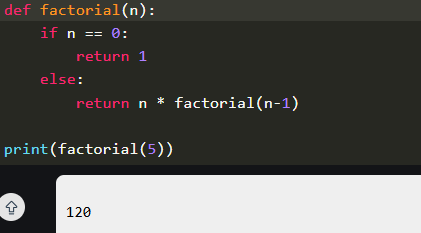 def factorial(n):
    if n == 0:
        return 1
    else:
        return n * factorial(n-1)

print(factorial(5))
120